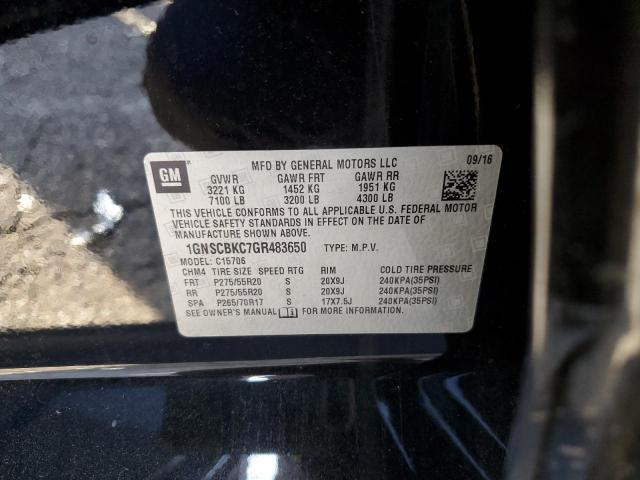 GM
MFD BY GENERAL MOTORS LLC 09/16
GVWR GAWR FRT GAWR RR
3221 KG 1452 KG 1951 KG
7100 LB 3200 LB 4300 LB
THIS VEHICLE CONFORMS TO ALL APPLICABLE U.S. FEDERAL MOTOR
VEHICLE SAFETY STANDARDS IN EFFECT ON THE DATE OF
MANUFACTURE SHOWN ABOVE.
1GNSCBKC7GR483650 TYPE: M.P.V.
MODEL: C15706
CHM4 TIRE SIZE SPEED RTG RIM COLD TIRE PRESSURE
FRT P275/55R20 S 20X9J 240KPA(35PSI)
RR P275/55R20 S 20X9J 240KPA(35PSI)
SPA P265/70R17 S 17X7.5J 240KPA(35PSI)
SEE OWNER'S MANUAL FOR MORE INFORMATION.